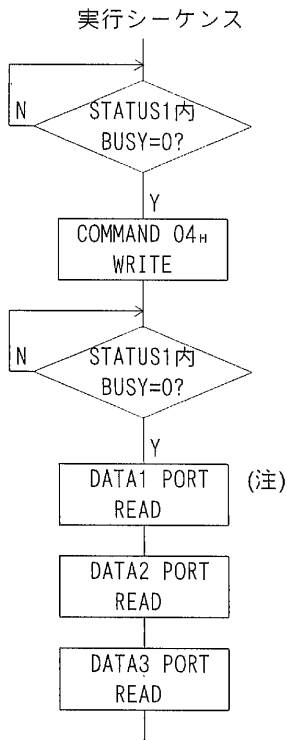 実行シーケンス
STATUS1内
BUSY=0?
N
Y
COMMAND 04H
WRITE
STATUS1内
BUSY=0?
N
Y
DATA1 PORT
READ
(注)
DATA2 PORT
READ
DATA3 PORT
READ